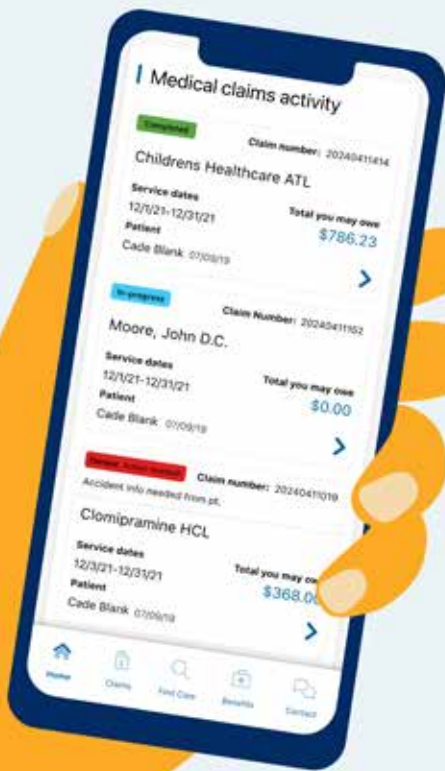 Medical claims activity
Completed
Claim number: 20240411414
Childrens Healthcare ATL
Service dates
Total you may owe
12/1/21-12/31/21
$786.23
Patient
Cade Blank 07/09/19
In-progress
Claim Number: 20240411152
Moore, John D.C.
Service dates
Total you may owe
12/1/21-12/31/21
$0.00
Patient
Cade Blank 07/09/19
Claim number: 20240411019
Accident info needed from pt.
Clomipramine HCL
Service dates
Total you may
12/3/21-12/31/21
$368.00
Patient
Cade Blank 07/09/19
Home
Claims
Find Care
Benefits
Contact